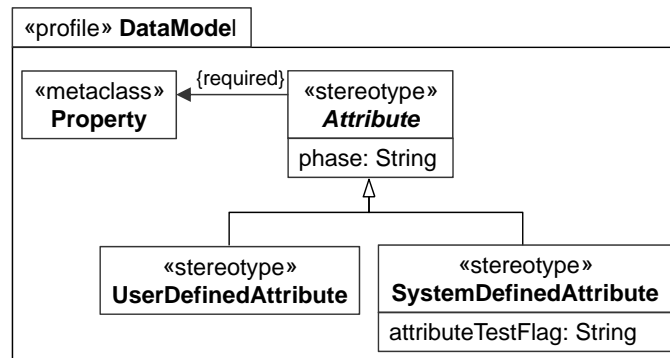 «profile» DataModel
{required}
«metaclass»
Property
«stereotype»
Attribute
phase: String
«stereotype»
UserDefinedAttribute
«stereotype»
SystemDefinedAttribute
attributeTestFlag: String